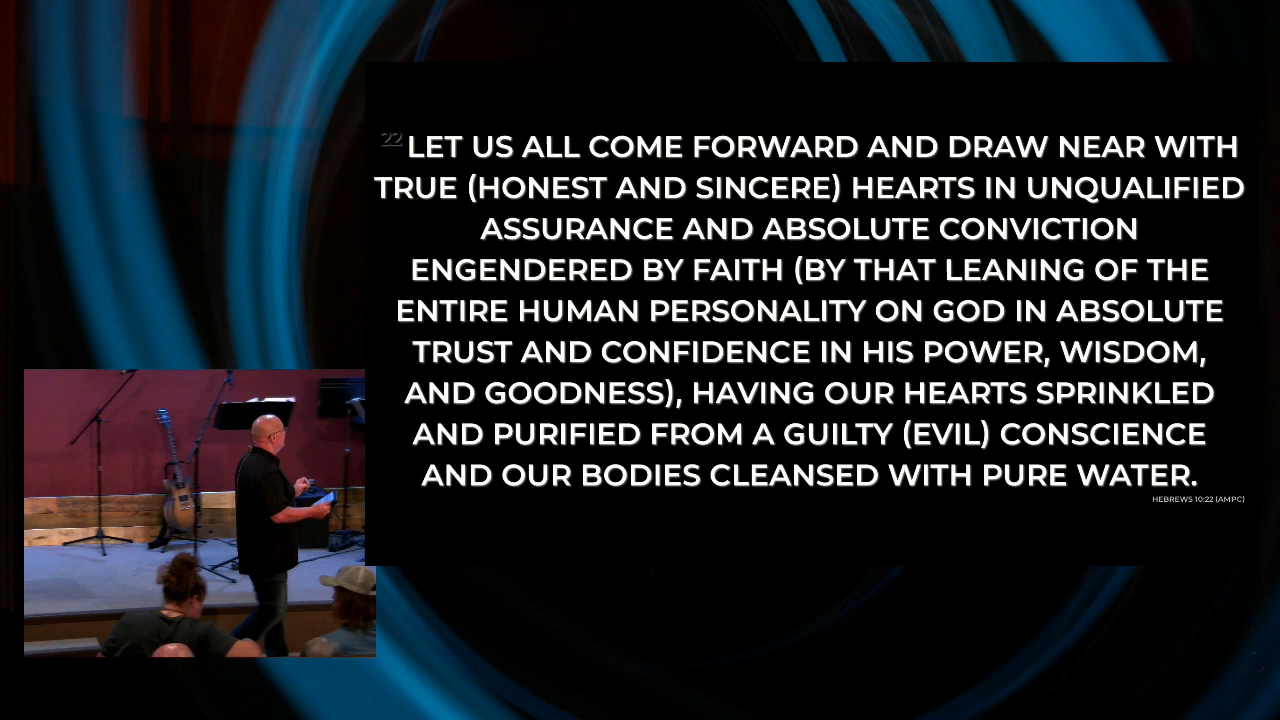 22 LET US ALL COME FORWARD AND DRAW NEAR WITH
TRUE (HONEST AND SINCERE) HEARTS IN UNQUALIFIED
ASSURANCE AND ABSOLUTE CONVICTION
ENGENDERED BY FAITH (BY THAT LEANING OF THE
ENTIRE HUMAN PERSONALITY ON GOD IN ABSOLUTE
TRUST AND CONFIDENCE IN HIS POWER, WISDOM,
AND GOODNESS), HAVING OUR HEARTS SPRINKLED
AND PURIFIED FROM A GUILTY (EVIL) CONSCIENCE
AND OUR BODIES CLEANSED WITH PURE WATER.
HEBREWS 10:22 (AMPC)